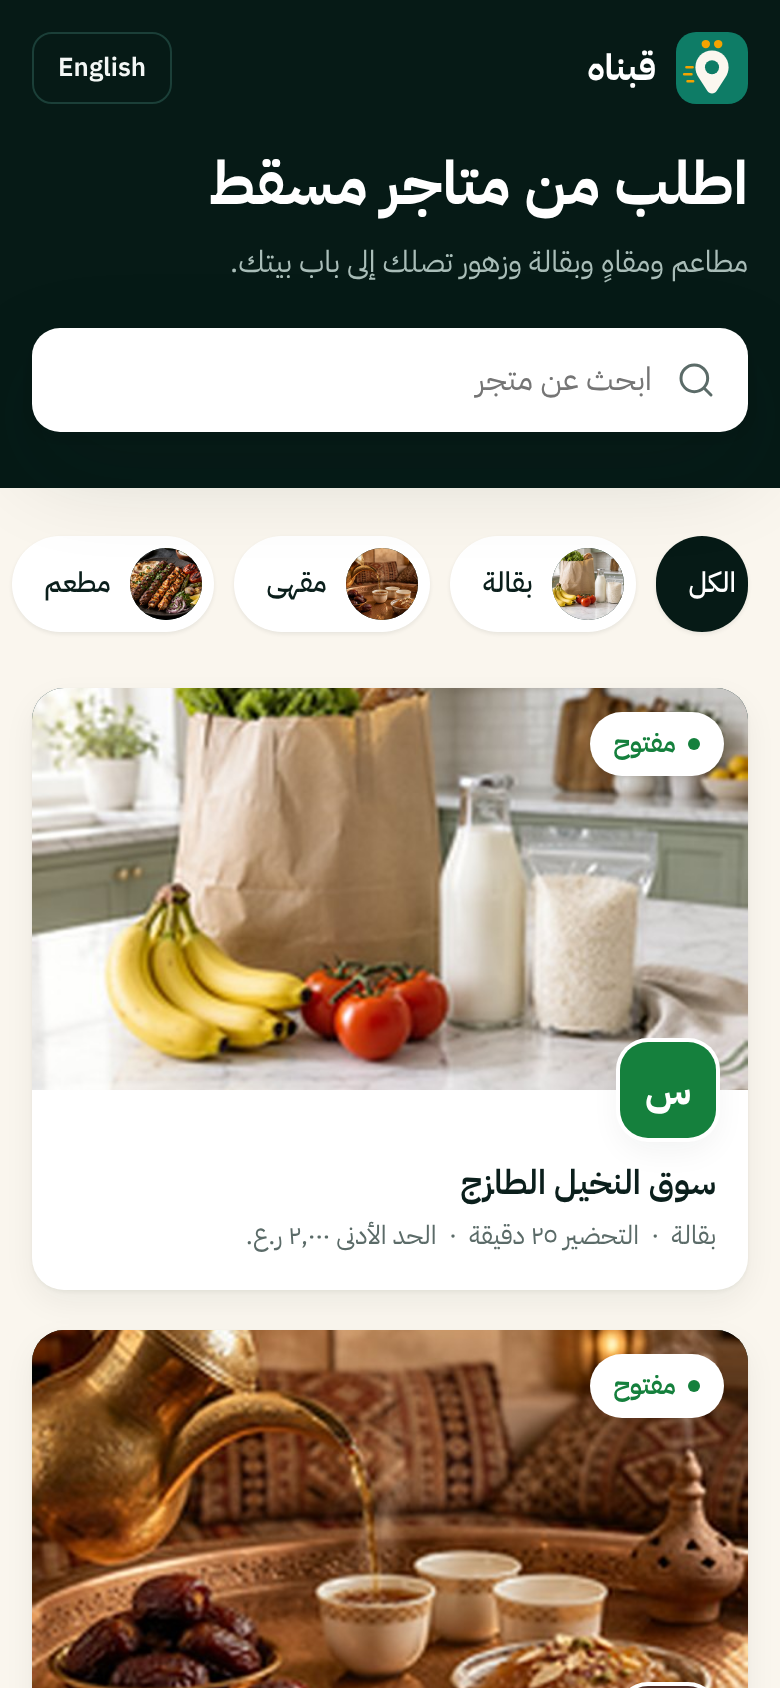 قبناه
English
اطلب من متاجر مسقط
مطاعم ومقاهٍ وبقالة وزهور تصلك إلى باب بيتك.
ابحث عن متجر
الكل
بقالة
مقهى
مطعم
مفتوح
س
سوق النخيل الطازج
بقالة · التحضير ٢٥ دقيقة · الحد الأدنى ٢٫٠٠٠ ر.ع.
مفتوح